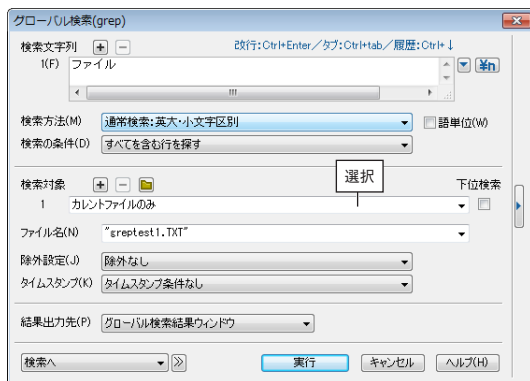 グローバル検索(grep)
検索文字列 + − 改行:Ctrl+Enter／タブ:Ctrl+tab／履歴:Ctrl+↓
1(F) ファイル ¥n
検索方法(M) 通常検索:英大・小文字区別 語単位(W)
検索の条件(D) すべてを含む行を探す
検索対象 + − 選択 下位検索
1 カレントファイルのみ
ファイル名(N) "greptest1.TXT"
除外設定(J) 除外なし
タイムスタンプ(K) タイムスタンプ条件なし
結果出力先(P) グローバル検索結果ウィンドウ
検索へ 実行 キャンセル ヘルプ(H)